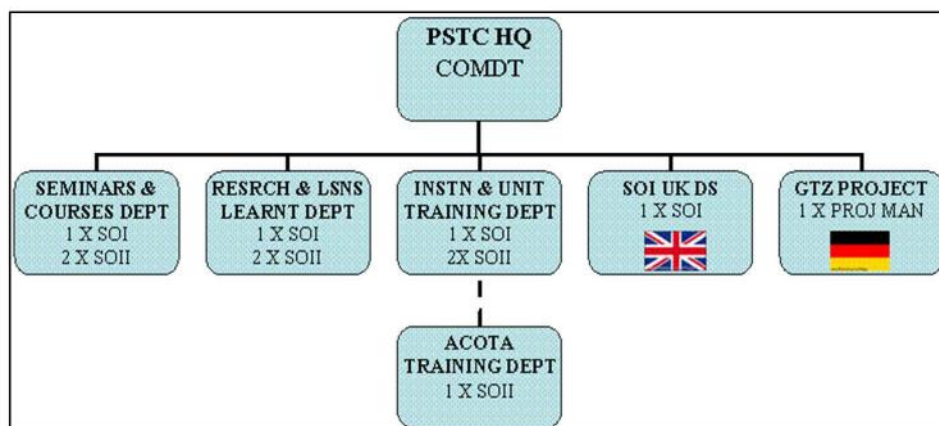 PSTC HQ
COMDT
SEMINARS &
COURSES DEPT
1 X SOI
2 X SOII
RESRCH & LSNS
LEARNT DEPT
1 X SOI
2 X SOII
INSTN & UNIT
TRAINING DEPT
1 X SOI
2X SOII
SOI UK DS
1 X SOI
GTZ PROJECT
1 X PROJ MAN
ACOTA
TRAINING DEPT
1 X SOII